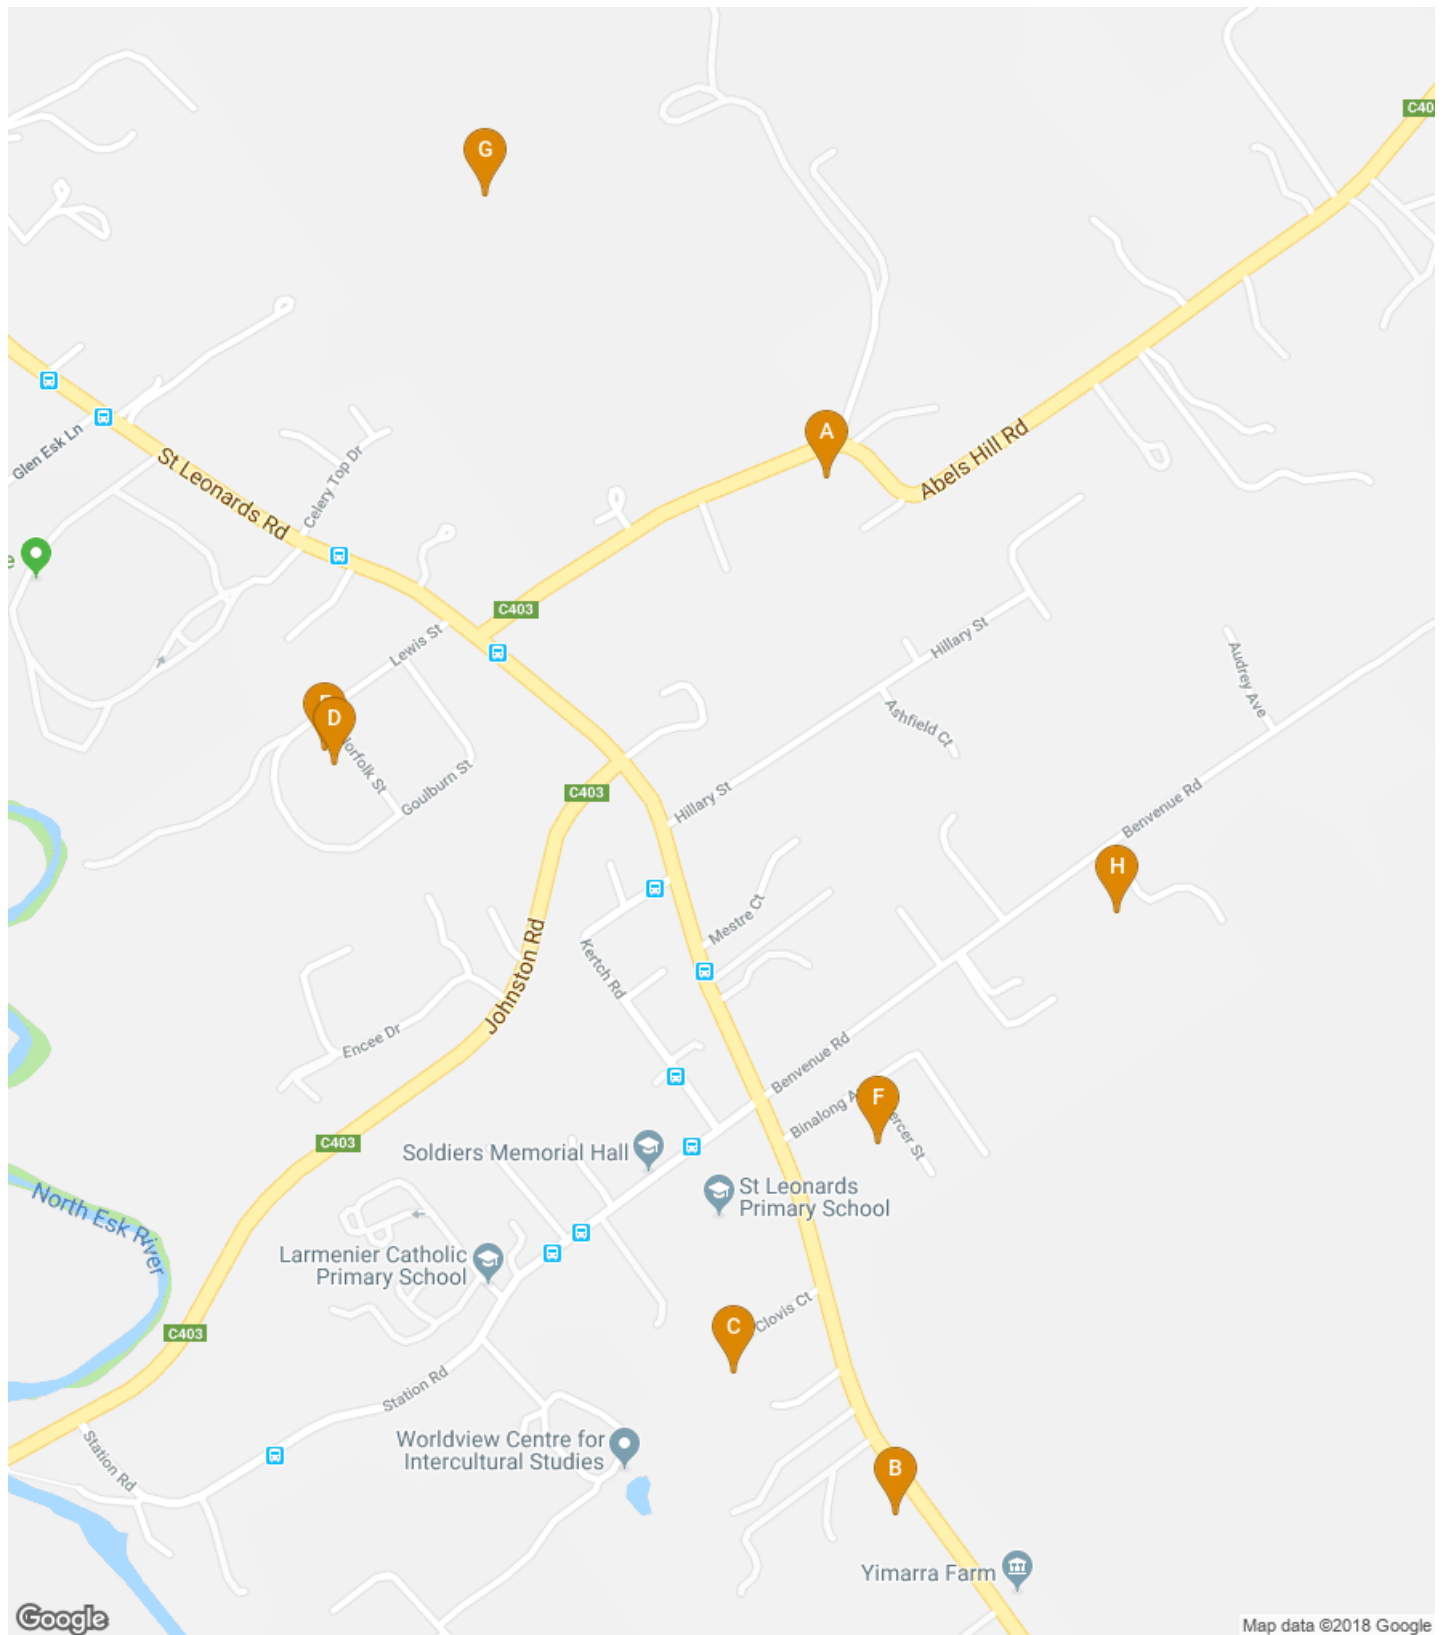 C40
G
A
Glen Esk Ln
St Leonards Rd
Celery Top Dr
Abels Hill Rd
e
C403
Lewis St
Hillary St
Audrey Ave
D
Norfolk St
Ashfield Ct
Goulburn St
C403
Hillary St
Benvenue Rd
H
Mestre Ct
Johnston Rd
Kertch Rd
Encee Dr
Benvenue Rd
F
Binalong A
ercer St
C403
Soldiers Memorial Hall
St Leonards
Primary School
North Esk River
Larmenier Catholic
Primary School
C
Clovis Ct
C403
Station Rd
Station Rd
Worldview Centre for
Intercultural Studies
B
Yimarra Farm
Google
Map data ©2018 Google